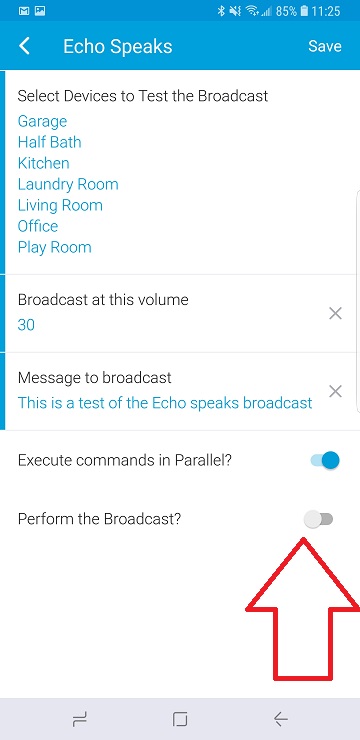 85% 11:25
Echo Speaks Save
Select Devices to Test the Broadcast
Garage
Half Bath
Kitchen
Laundry Room
Living Room
Office
Play Room
Broadcast at this volume
30
Message to broadcast
This is a test of the Echo speaks broadcast
Execute commands in Parallel?
Perform the Broadcast?